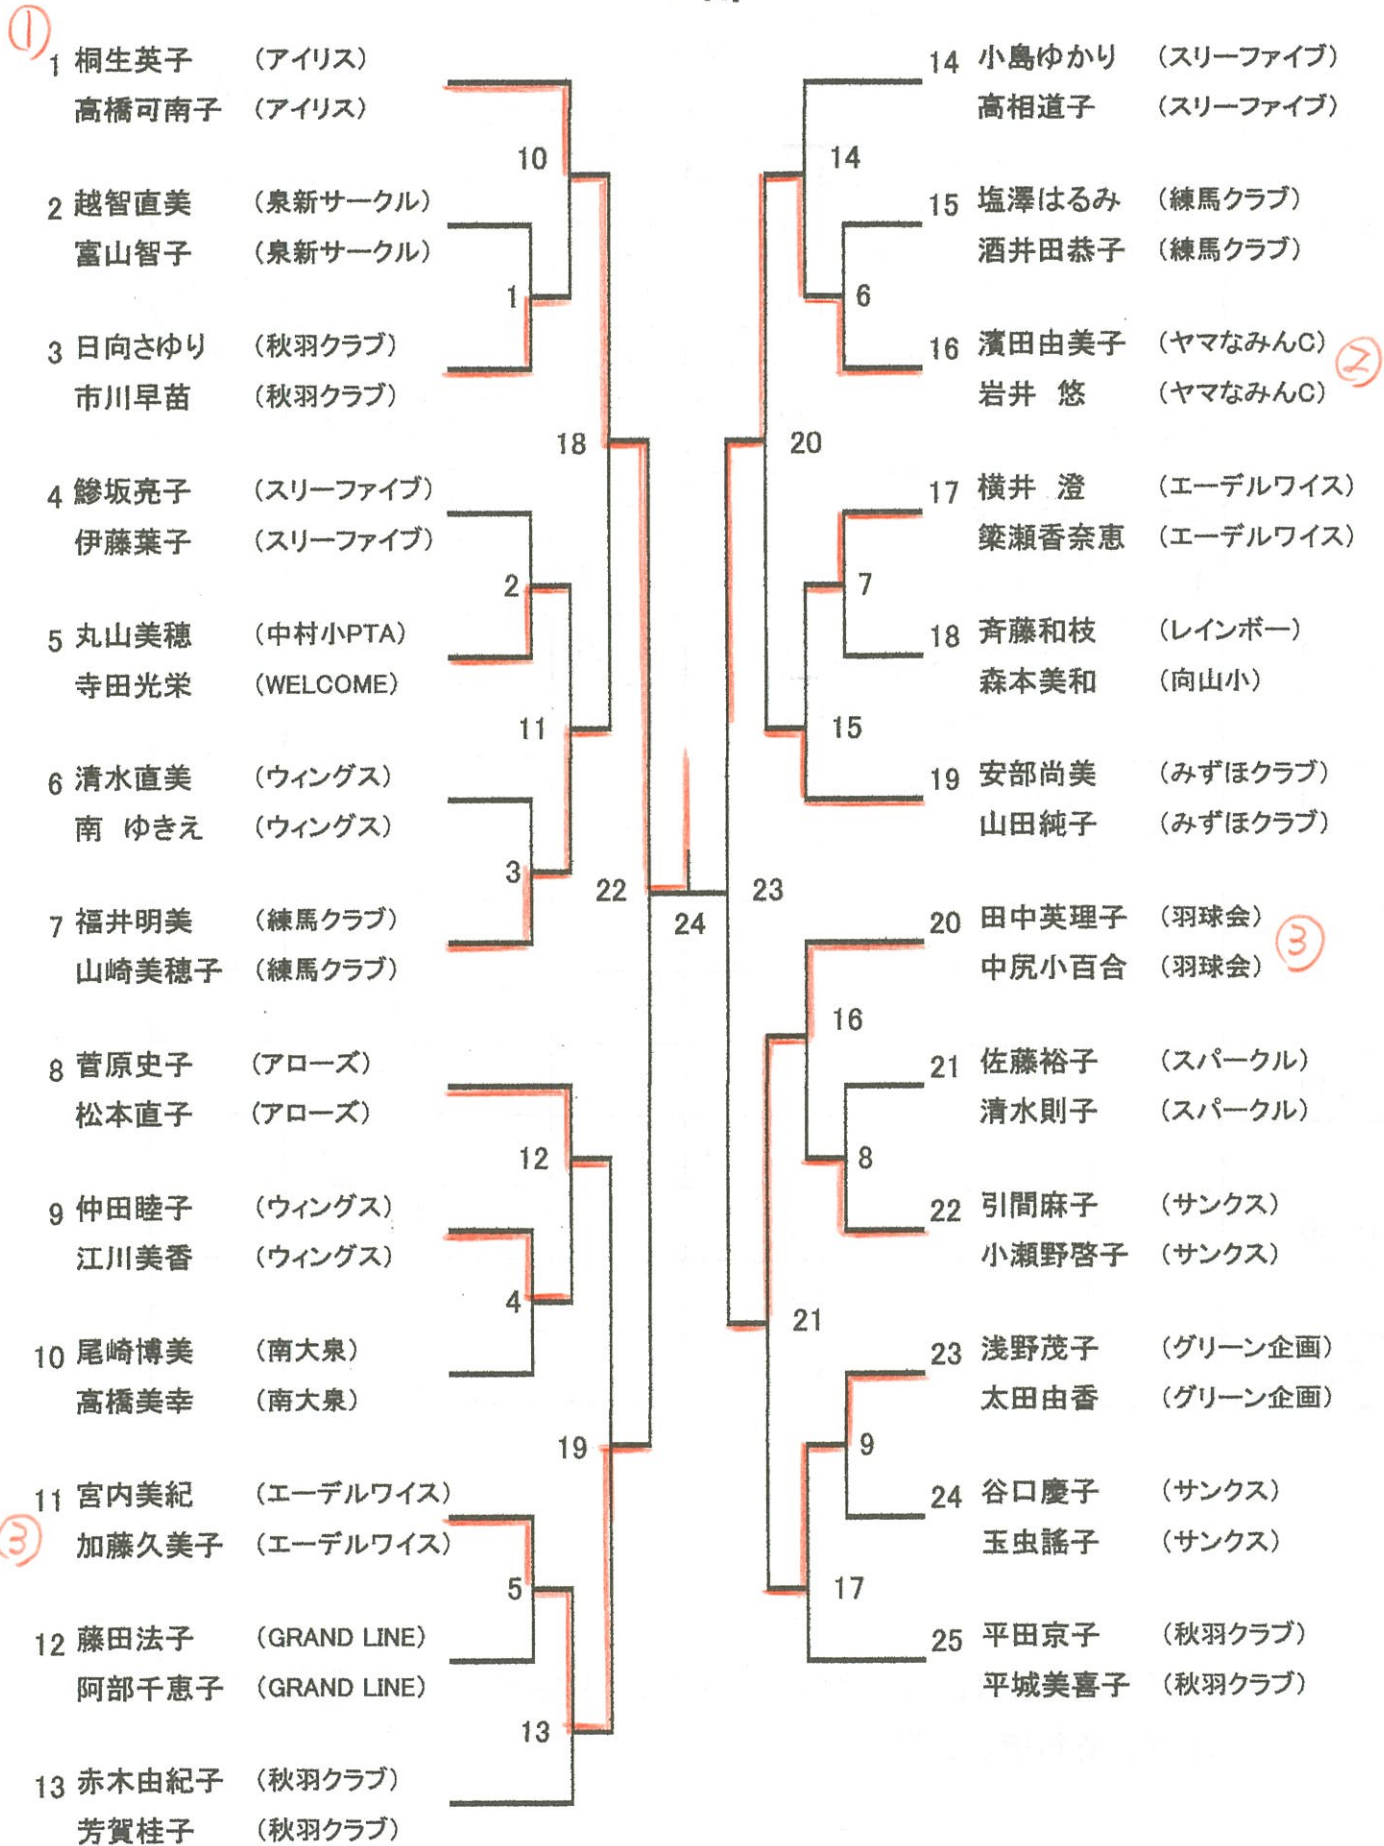 ①
1 桐生英子 (アイリス)
高橋可南子 (アイリス)
2 越智直美 (泉新サークル)
富山智子 (泉新サークル)
3 日向さゆり (秋羽クラブ)
市川早苗 (秋羽クラブ)
4 鰺坂亮子 (スリーファイブ)
伊藤葉子 (スリーファイブ)
5 丸山美穂 (中村小PTA)
寺田光栄 (WELCOME)
6 清水直美 (ウィングス)
南 ゆきえ (ウィングス)
7 福井明美 (練馬クラブ)
山崎美穂子 (練馬クラブ)
8 菅原史子 (アローズ)
松本直子 (アローズ)
9 仲田睦子 (ウィングス)
江川美香 (ウィングス)
10 尾崎博美 (南大泉)
高橋美幸 (南大泉)
11 宮内美紀 (エーデルワイス)
③ 加藤久美子 (エーデルワイス)
12 藤田法子 (GRAND LINE)
阿部千恵子 (GRAND LINE)
13 赤木由紀子 (秋羽クラブ)
芳賀桂子 (秋羽クラブ)
10
1
18
2
11
3
22
12
4
19
5
13
24
14
6
20
7
15
23
16
8
21
9
17
14 小島ゆかり (スリーファイブ)
高相道子 (スリーファイブ)
15 塩澤はるみ (練馬クラブ)
酒井田恭子 (練馬クラブ)
16 濱田由美子 (ヤマなみんC)
②
岩井 悠 (ヤマなみんC)
17 横井 澄 (エーデルワイス)
簗瀬香奈恵 (エーデルワイス)
18 斉藤和枝 (レインボー)
森本美和 (向山小)
19 安部尚美 (みずほクラブ)
山田純子 (みずほクラブ)
20 田中英理子 (羽球会)
③
中尻小百合 (羽球会)
21 佐藤裕子 (スパークル)
清水則子 (スパークル)
22 引間麻子 (サンクス)
小瀬野啓子 (サンクス)
23 浅野茂子 (グリーン企画)
太田由香 (グリーン企画)
24 谷口慶子 (サンクス)
玉虫謠子 (サンクス)
25 平田京子 (秋羽クラブ)
平城美喜子 (秋羽クラブ)